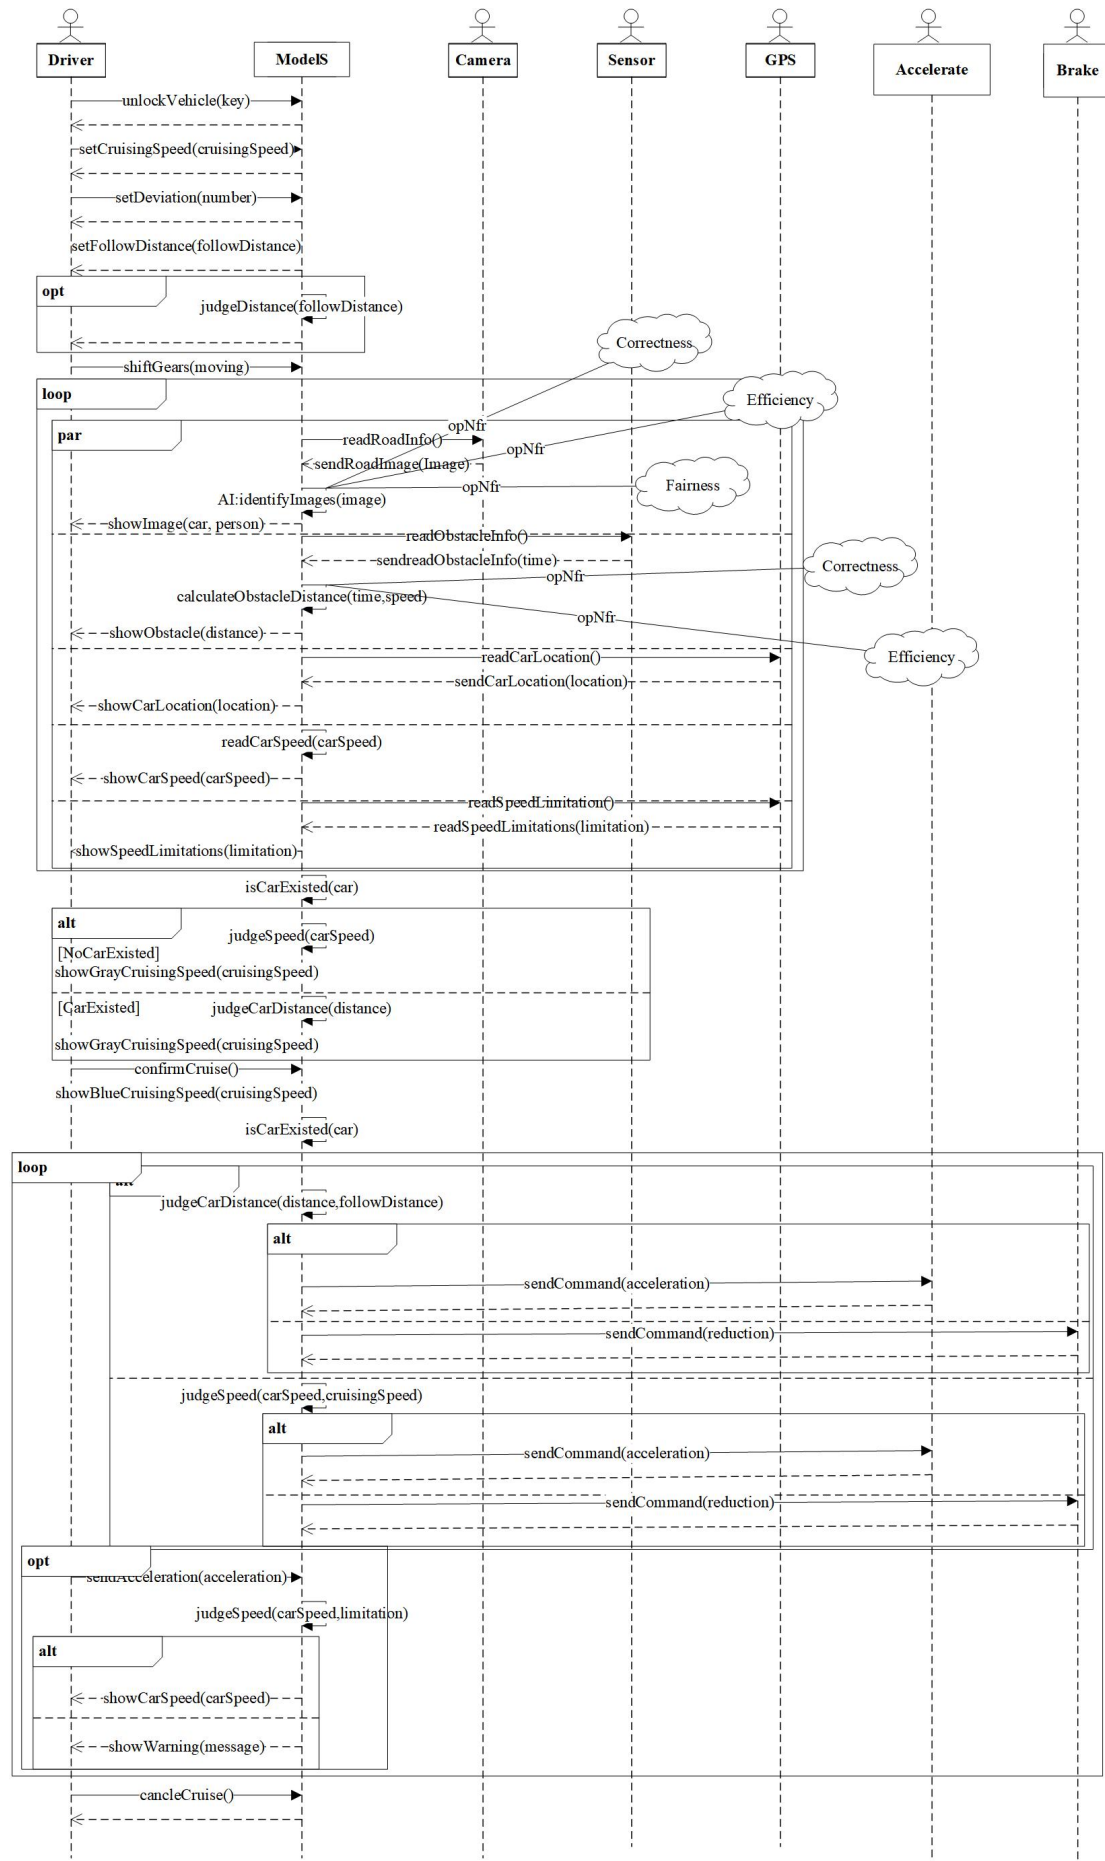 Driver ModelS Camera Sensor GPS Accelerate Brake
unlockVehicle(key)
setCruisingSpeed(cruisingSpeed)
setDeviation(number)
setFollowDistance(followDistance)
opt
judgeDistance(followDistance)
Correctness
shiftGears(moving)
loop
Efficiency
opNfr
par
readRoadInfo()
opNfr
sendRoadImage(Image)
opNfr
Fairness
AI:identifyImages(image)
showImage(car, person)
readObstacleInfo()
sendreadObstacleInfo(time)
Correctness
opNfr
calculateObstacleDistance(time,speed)
opNfr
showObstacle(distance)
readCarLocation()
Efficiency
sendCarLocation(location)
showCarLocation(location)
readCarSpeed(carSpeed)
showCarSpeed(carSpeed)
readSpeedLimitation()
readSpeedLimitations(limitation)
showSpeedLimitations(limitation)
isCarExisted(car)
alt
judgeSpeed(carSpeed)
[NoCarExisted]
showGrayCruisingSpeed(cruisingSpeed)
[CarExisted]
judgeCarDistance(distance)
showGrayCruisingSpeed(cruisingSpeed)
confirmCruise()
showBlueCruisingSpeed(cruisingSpeed)
isCarExisted(car)
loop
alt
judgeCarDistance(distance,followDistance)
alt
sendCommand(acceleration)
sendCommand(reduction)
judgeSpeed(carSpeed,cruisingSpeed)
alt
sendCommand(acceleration)
sendCommand(reduction)
opt
sendAcceleration(acceleration)
judgeSpeed(carSpeed,limitation)
alt
showCarSpeed(carSpeed)
showWarning(message)
cancleCruise()